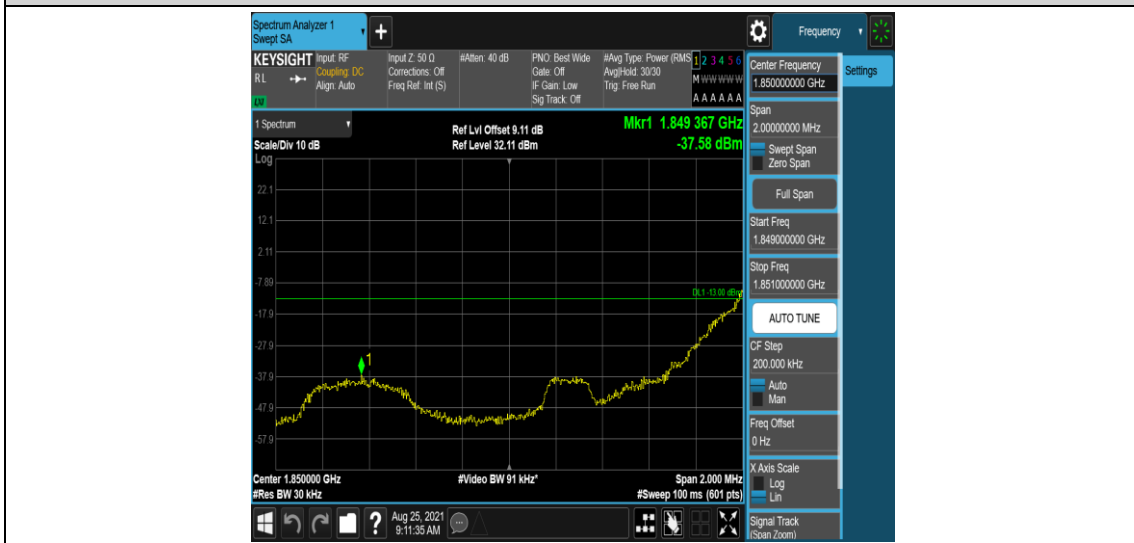 Spectrum Analyzer 1
Swept SA
+
Frequency
KEYSIGHT
Input: RF
Coupling: DC
Align: Auto
RL
LXI
Input Z: 50 Ω
Corrections: Off
Freq Ref: Int (S)
#Atten: 40 dB
PNO: Best Wide
Gate: Off
IF Gain: Low
Sig Track: Off
#Avg Type: Power (RMS
Avg|Hold: 30/30
Trig: Free Run
1 2 3 4 5 6
M W W W W W
A A A A A A
Center Frequency
1.850000000 GHz
Settings
Span
2.00000000 MHz
Swept Span
Zero Span
Full Span
Start Freq
1.849000000 GHz
Stop Freq
1.851000000 GHz
AUTO TUNE
CF Step
200.000 kHz
Auto
Man
Freq Offset
0 Hz
X Axis Scale
Log
Lin
Signal Track
(Span Zoom)
1 Spectrum
Scale/Div 10 dB
Ref Lvl Offset 9.11 dB
Ref Level 32.11 dBm
Mkr1 1.849 367 GHz
-37.58 dBm
Log
22.1
12.1
2.11
-7.89
DL1 -13.00 dBm
-17.9
-27.9
1
-37.9
-47.9
-57.9
Center 1.850000 GHz
#Video BW 91 kHz*
Span 2.000 MHz
#Res BW 30 kHz
#Sweep 100 ms (601 pts)
?
Aug 25, 2021
9:11:35 AM